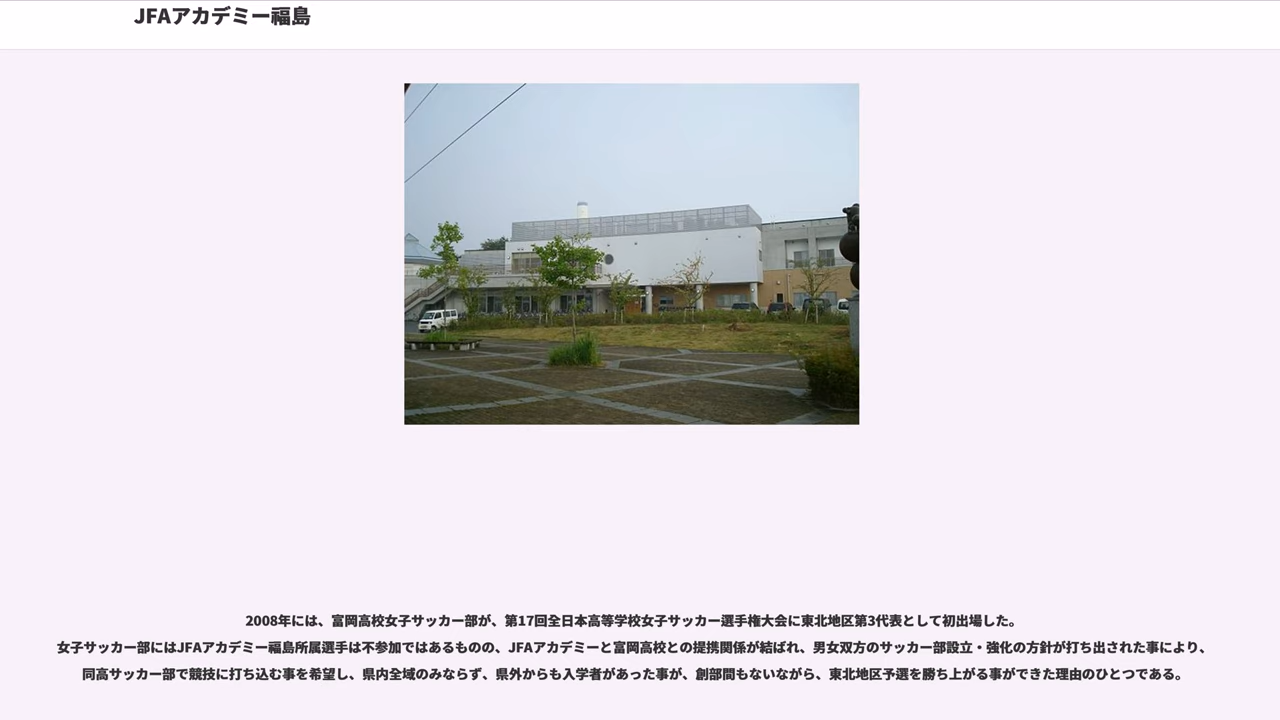 JFAアカデミー福島
2008年には、富岡高校女子サッカー部が、第17回全日本高等学校女子サッカー選手権大会に東北地区第3代表として初出場した。
女子サッカー部にはJFAアカデミー福島所属選手は不参加ではあるものの、JFAアカデミーと富岡高校との提携関係が結ばれ、男女双方のサッカー部設立・強化の方針が打ち出された事により、
同高サッカー部で競技に打ち込む事を希望し、県内全域のみならず、県外からも入学者があった事が、創部間もないながら、東北地区予選を勝ち上がる事ができた理由のひとつである。